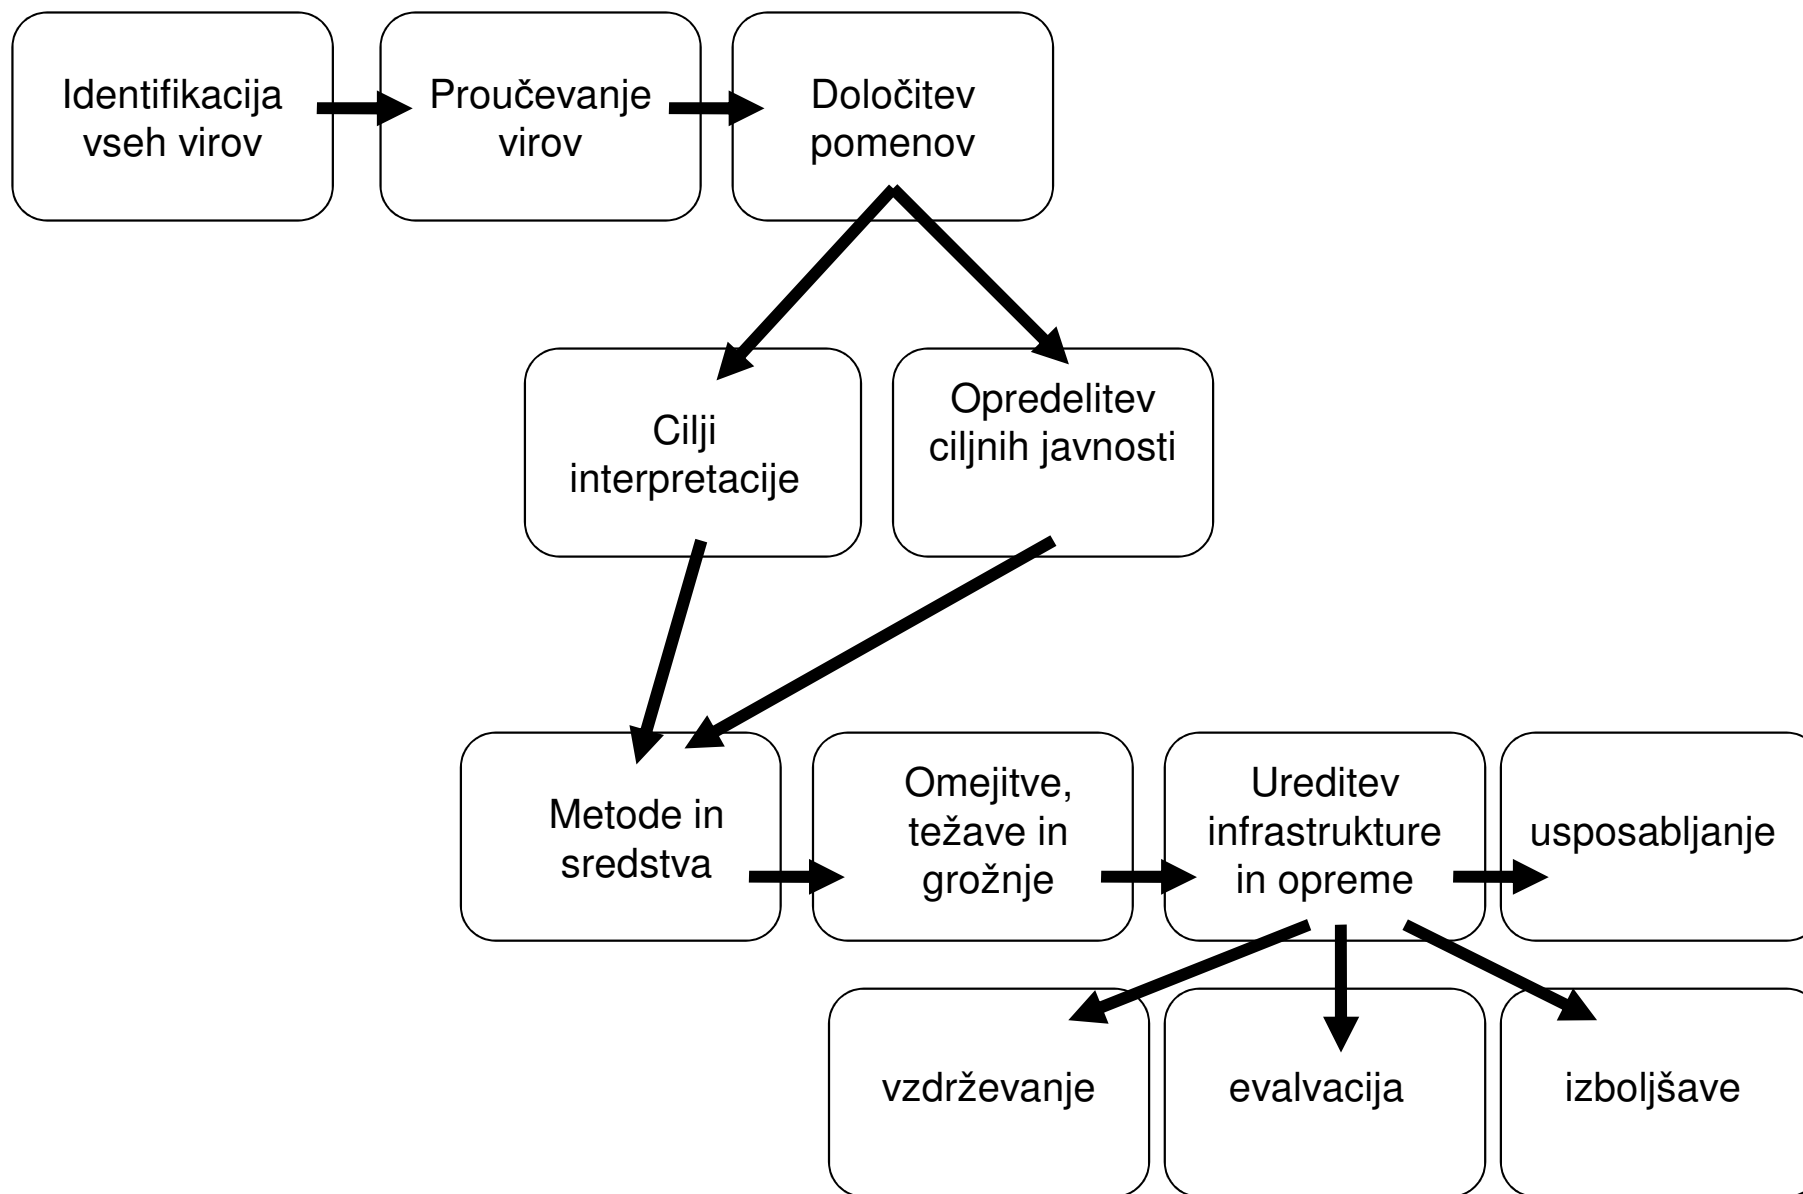 Identifikacija
vseh virov
Proučevanje
virov
Določitev
pomenov
Cilji
interpretacije
Opredelitev
ciljnih javnosti
Metode in
sredstva
Omejitve,
težave in
grožnje
Ureditev
infrastrukture
in opreme
usposabljanje
vzdrževanje
evalvacija
izboljšave